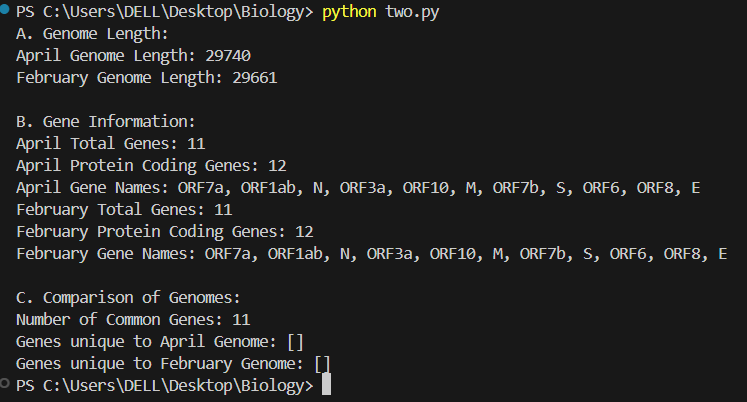 PS C:\Users\DELL\Desktop\Biology> python two.py
A. Genome Length:
April Genome Length: 29740
February Genome Length: 29661
B. Gene Information:
April Total Genes: 11
April Protein Coding Genes: 12
April Gene Names: ORF7a, ORF1ab, N, ORF3a, ORF10, M, ORF7b, S, ORF6, ORF8, E
February Total Genes: 11
February Protein Coding Genes: 12
February Gene Names: ORF7a, ORF1ab, N, ORF3a, ORF10, M, ORF7b, S, ORF6, ORF8, E
C. Comparison of Genomes:
Number of Common Genes: 11
Genes unique to April Genome: []
Genes unique to February Genome: []
PS C:\Users\DELL\Desktop\Biology>